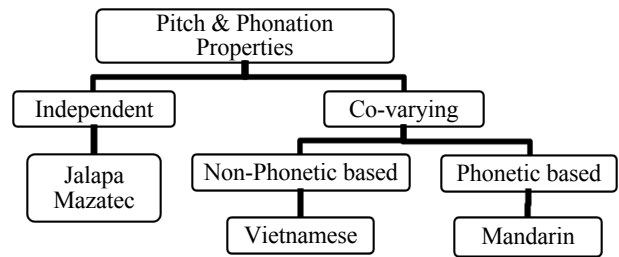 Pitch & Phonation
Properties
Independent
Co-varying
Jalapa
Mazatec
Non-Phonetic based
Phonetic based
Vietnamese
Mandarin